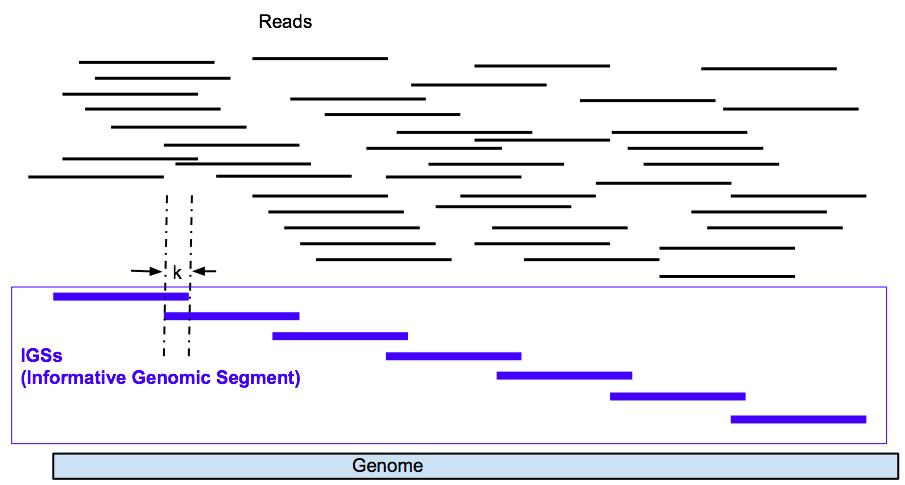 Reads
k
IGSs
(Informative Genomic Segment)
Genome